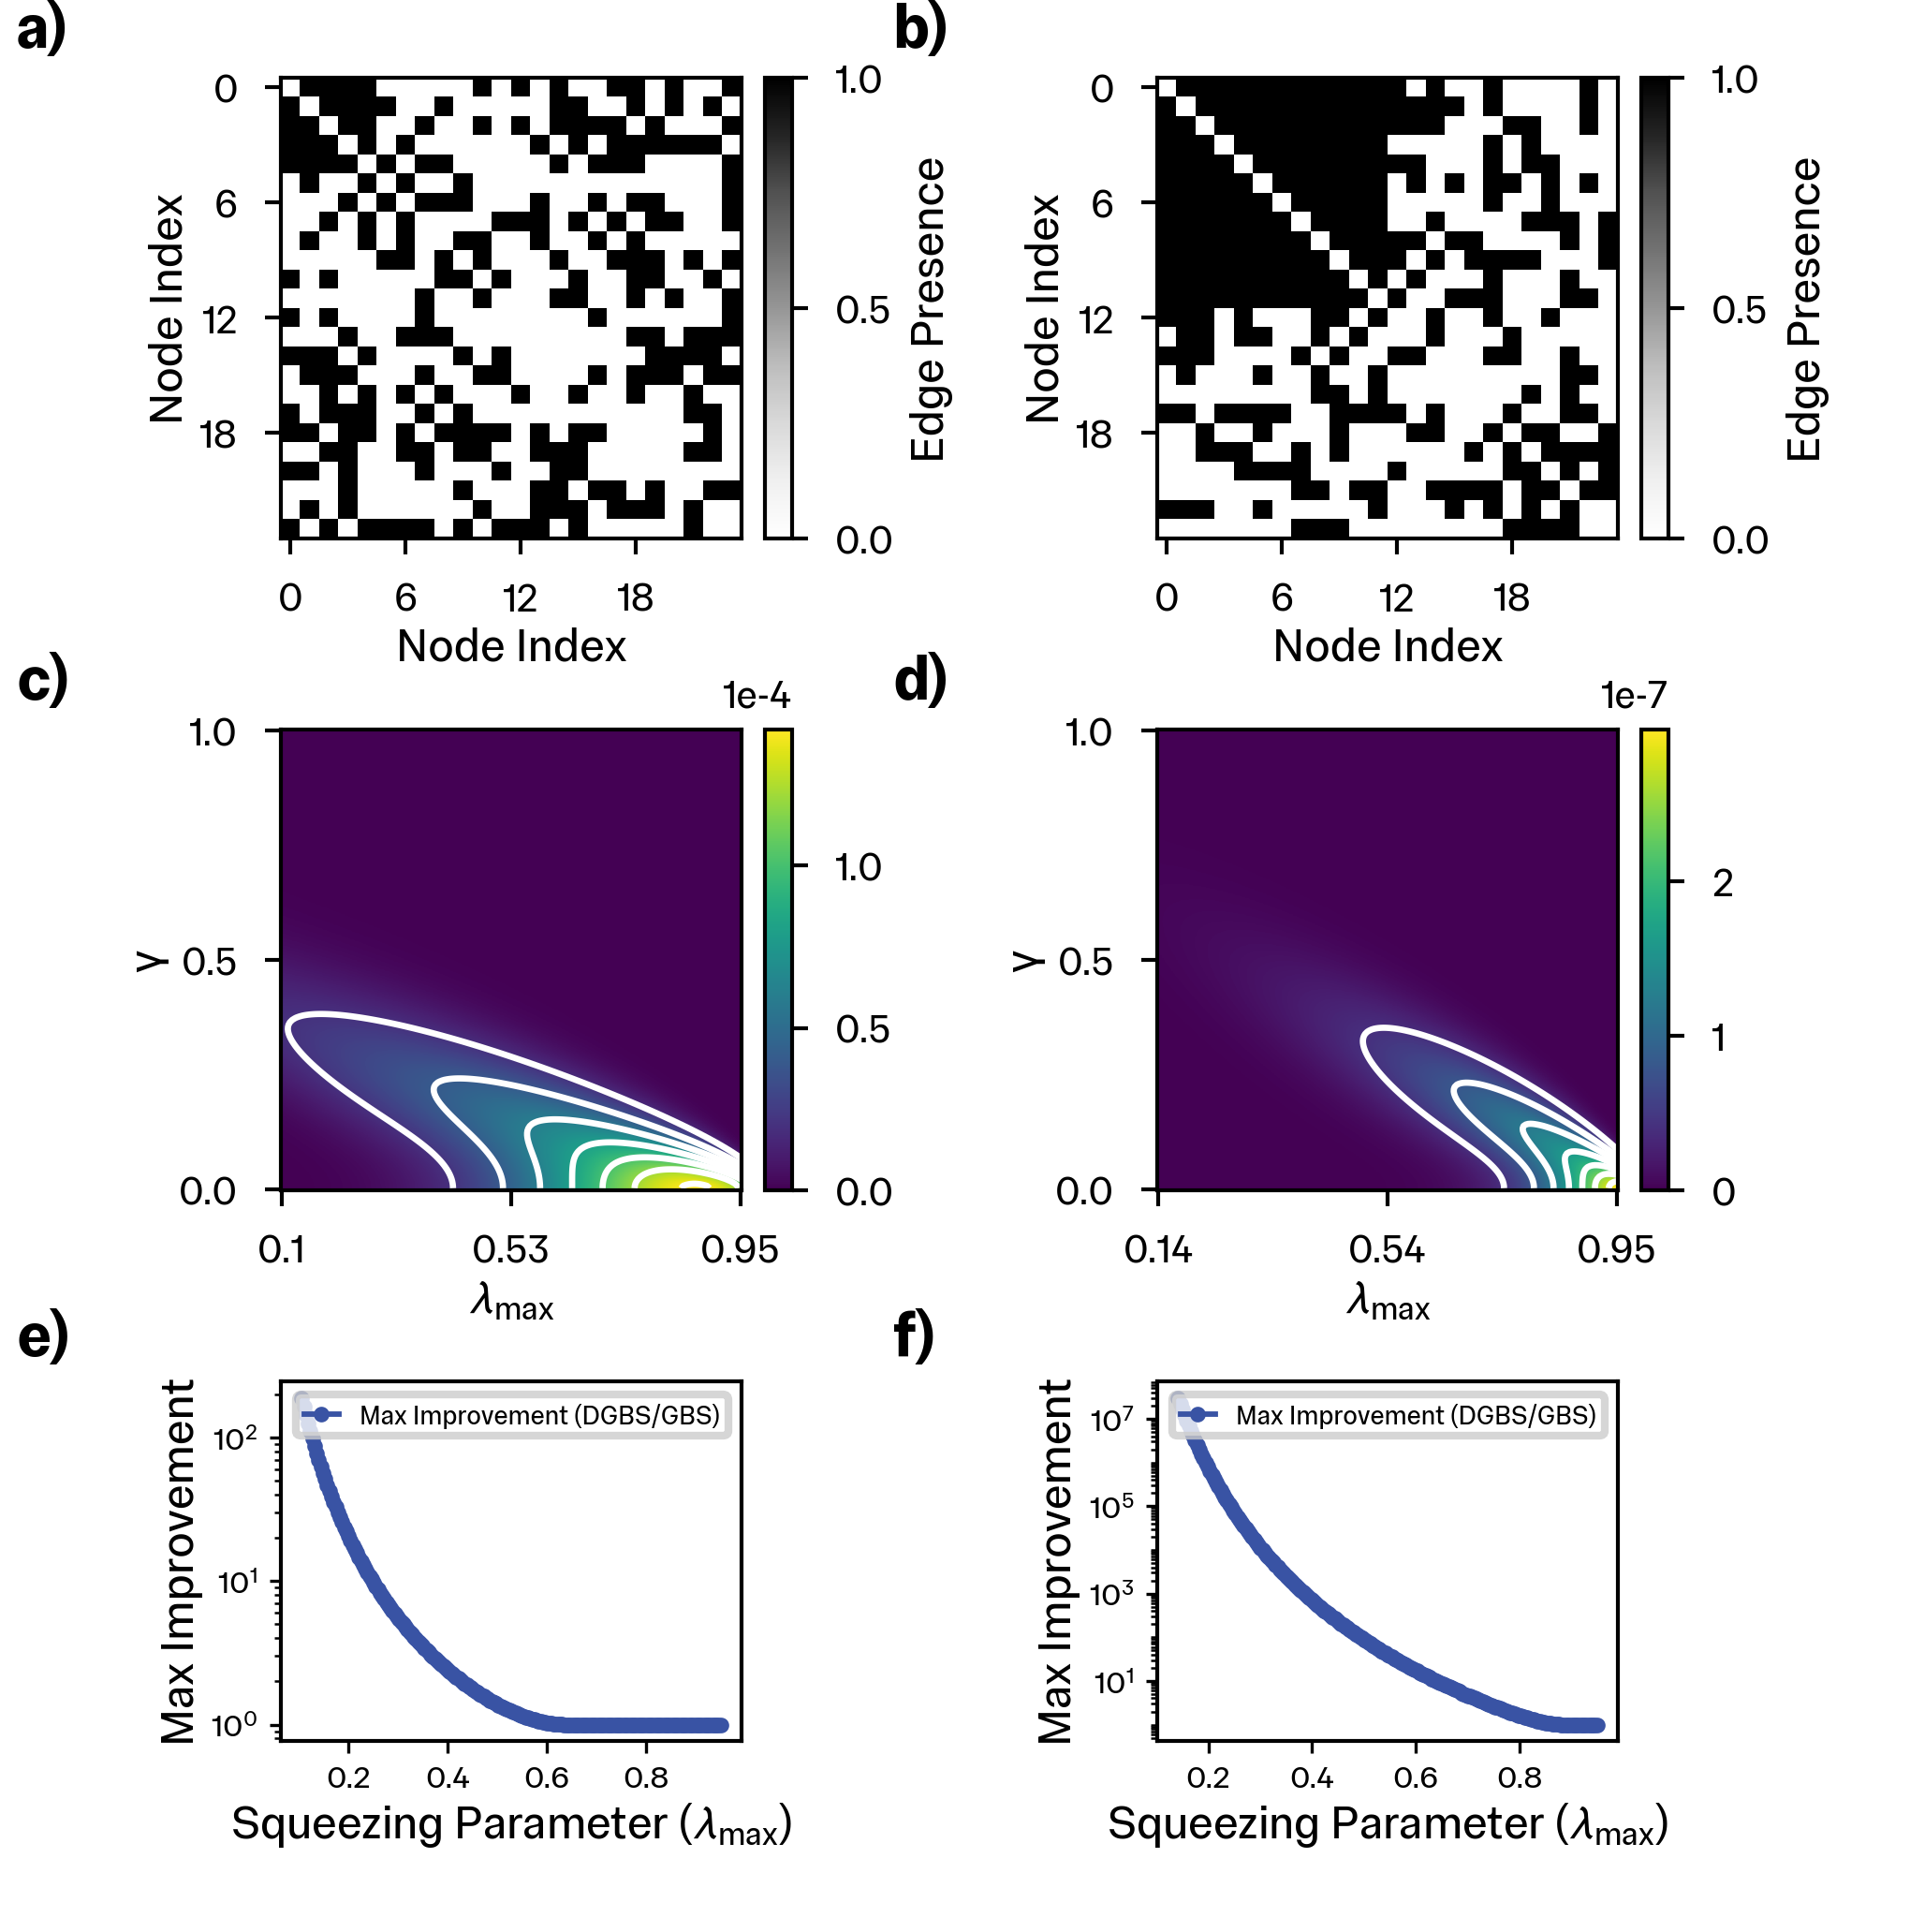 a)
0
6
12
18
Node Index
0
6
12
18
Node Index
1.0
0.5
0.0
Edge Presence
b)
0
6
12
18
Node Index
0
6
12
18
Node Index
1.0
0.5
0.0
Edge Presence
c)
1e-4
1.0
0.5
0.0
γ
0.1
0.53
0.95
λmax
1.0
0.5
0.0
d)
1e-7
1.0
0.5
0.0
γ
0.14
0.54
0.95
λmax
2
1
0
e)
Max Improvement
10²
10¹
10⁰
Max Improvement (DGBS/GBS)
0.2
0.4
0.6
0.8
Squeezing Parameter (λmax)
f)
Max Improvement
10⁷
10⁵
10³
10¹
Max Improvement (DGBS/GBS)
0.2
0.4
0.6
0.8
Squeezing Parameter (λmax)